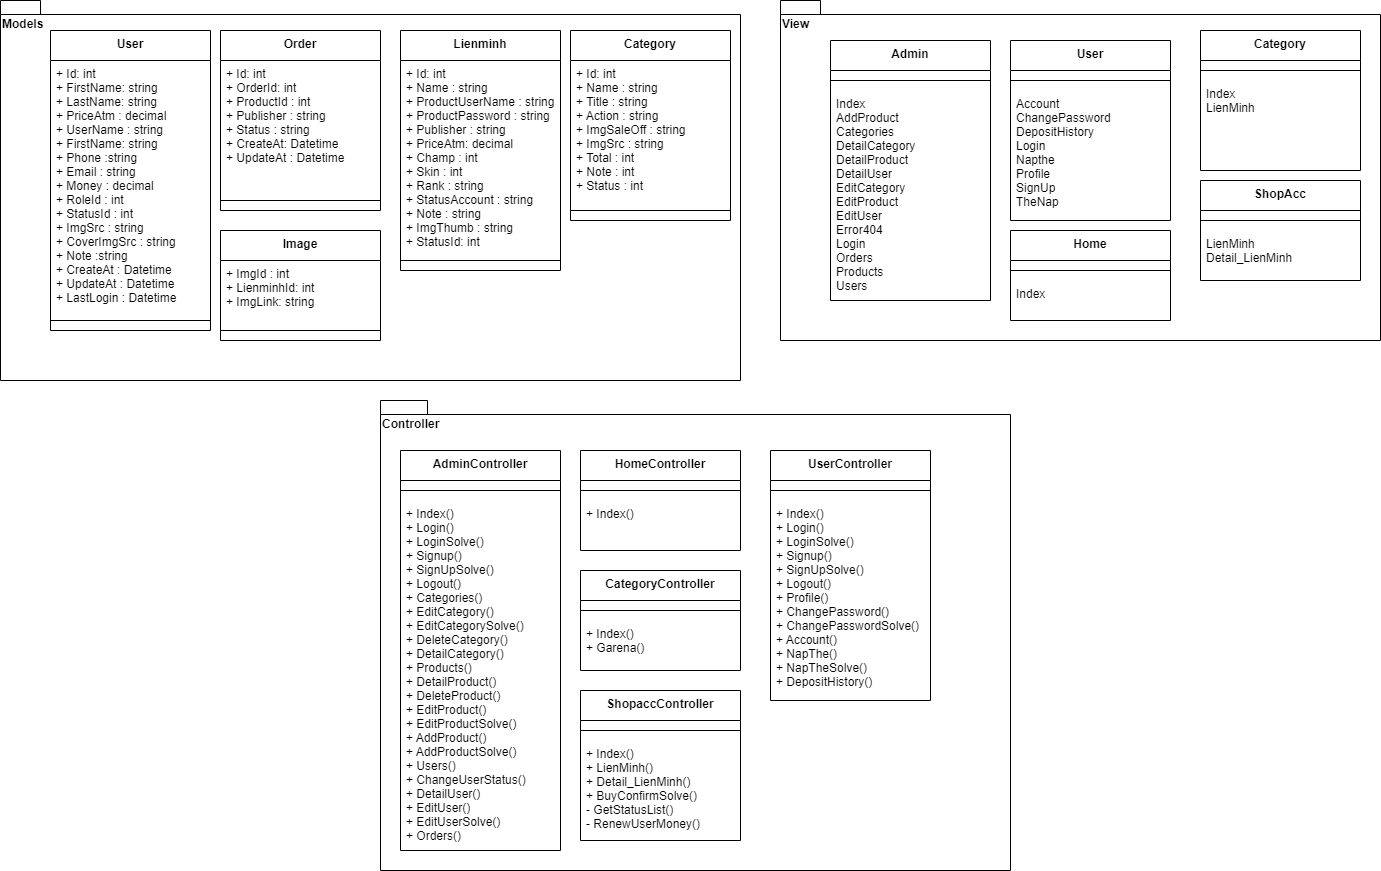 Models
User
+ Id: int
+ FirstName: string
+ LastName: string
+ PriceAtm : decimal
+ UserName : string
+ FirstName: string
+ Phone :string
+ Email : string
+ Money : decimal
+ RoleId : int
+ StatusId : int
+ ImgSrc : string
+ CoverImgSrc : string
+ Note :string
+ CreateAt : Datetime
+ UpdateAt : Datetime
+ LastLogin : Datetime
Order
+ Id: int
+ OrderId: int
+ ProductId : int
+ Publisher : string
+ Status : string
+ CreateAt: Datetime
+ UpdateAt : Datetime
Image
+ ImgId : int
+ LienminhId: int
+ ImgLink: string
Lienminh
+ Id: int
+ Name : string
+ ProductUserName : string
+ ProductPassword : string
+ Publisher : string
+ PriceAtm: decimal
+ Champ : int
+ Skin : int
+ Rank : string
+ StatusAccount : string
+ Note : string
+ ImgThumb : string
+ StatusId: int
Category
+ Id: int
+ Name : string
+ Title : string
+ Action : string
+ ImgSaleOff : string
+ ImgSrc : string
+ Total : int
+ Note : int
+ Status : int
View
Admin
Index
AddProduct
Categories
DetailCategory
DetailProduct
DetailUser
EditCategory
EditProduct
EditUser
Error404
Login
Orders
Products
Users
User
Account
ChangePassword
DepositHistory
Login
Napthe
Profile
SignUp
TheNap
Home
Index
Category
Index
LienMinh
ShopAcc
LienMinh
Detail_LienMinh
Controller
AdminController
+ Index()
+ Login()
+ LoginSolve()
+ Signup()
+ SignUpSolve()
+ Logout()
+ Categories()
+ EditCategory()
+ EditCategorySolve()
+ DeleteCategory()
+ DetailCategory()
+ Products()
+ DetailProduct()
+ DeleteProduct()
+ EditProduct()
+ EditProductSolve()
+ AddProduct()
+ AddProductSolve()
+ Users()
+ ChangeUserStatus()
+ DetailUser()
+ EditUser()
+ EditUserSolve()
+ Orders()
HomeController
+ Index()
CategoryController
+ Index()
+ Garena()
ShopaccController
+ Index()
+ LienMinh()
+ Detail_LienMinh()
+ BuyConfirmSolve()
- GetStatusList()
- RenewUserMoney()
UserController
+ Index()
+ Login()
+ LoginSolve()
+ Signup()
+ SignUpSolve()
+ Logout()
+ Profile()
+ ChangePassword()
+ ChangePasswordSolve()
+ Account()
+ NapThe()
+ NapTheSolve()
+ DepositHistory()